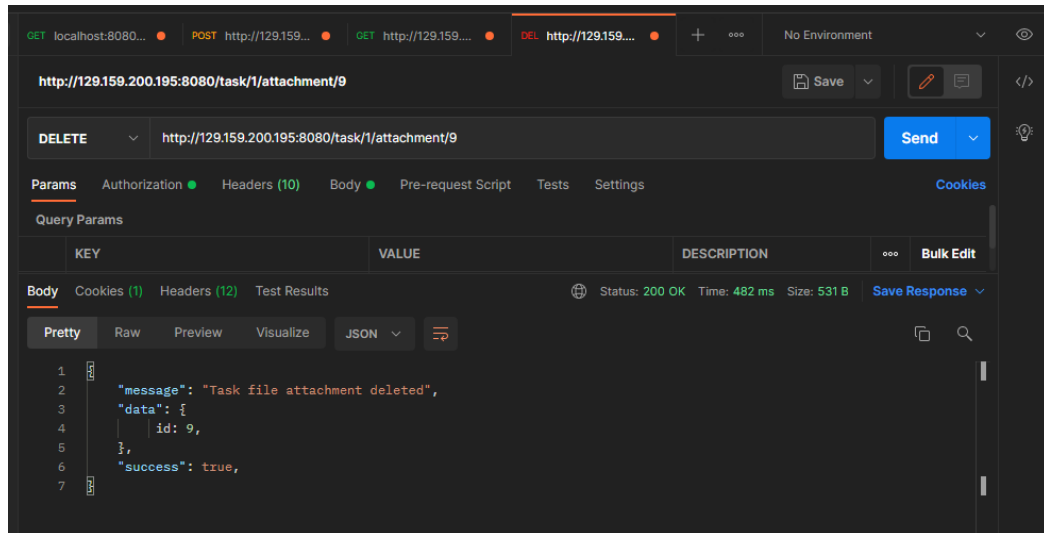 GET localhost:8080... POST http://129.159... GET http://129.159.... DEL http://129.159.... + ooo No Environment
http://129.159.200.195:8080/task/1/attachment/9 Save
DELETE http://129.159.200.195:8080/task/1/attachment/9 Send
Params Authorization Headers (10) Body Pre-request Script Tests Settings Cookies
Query Params
KEY VALUE DESCRIPTION ooo Bulk Edit
Body Cookies (1) Headers (12) Test Results Status: 200 OK Time: 482 ms Size: 531 B Save Response
Pretty Raw Preview Visualize JSON
1 {
2 "message": "Task file attachment deleted",
3 "data": {
4 id: 9,
5 },
6 "success": true,
7 }